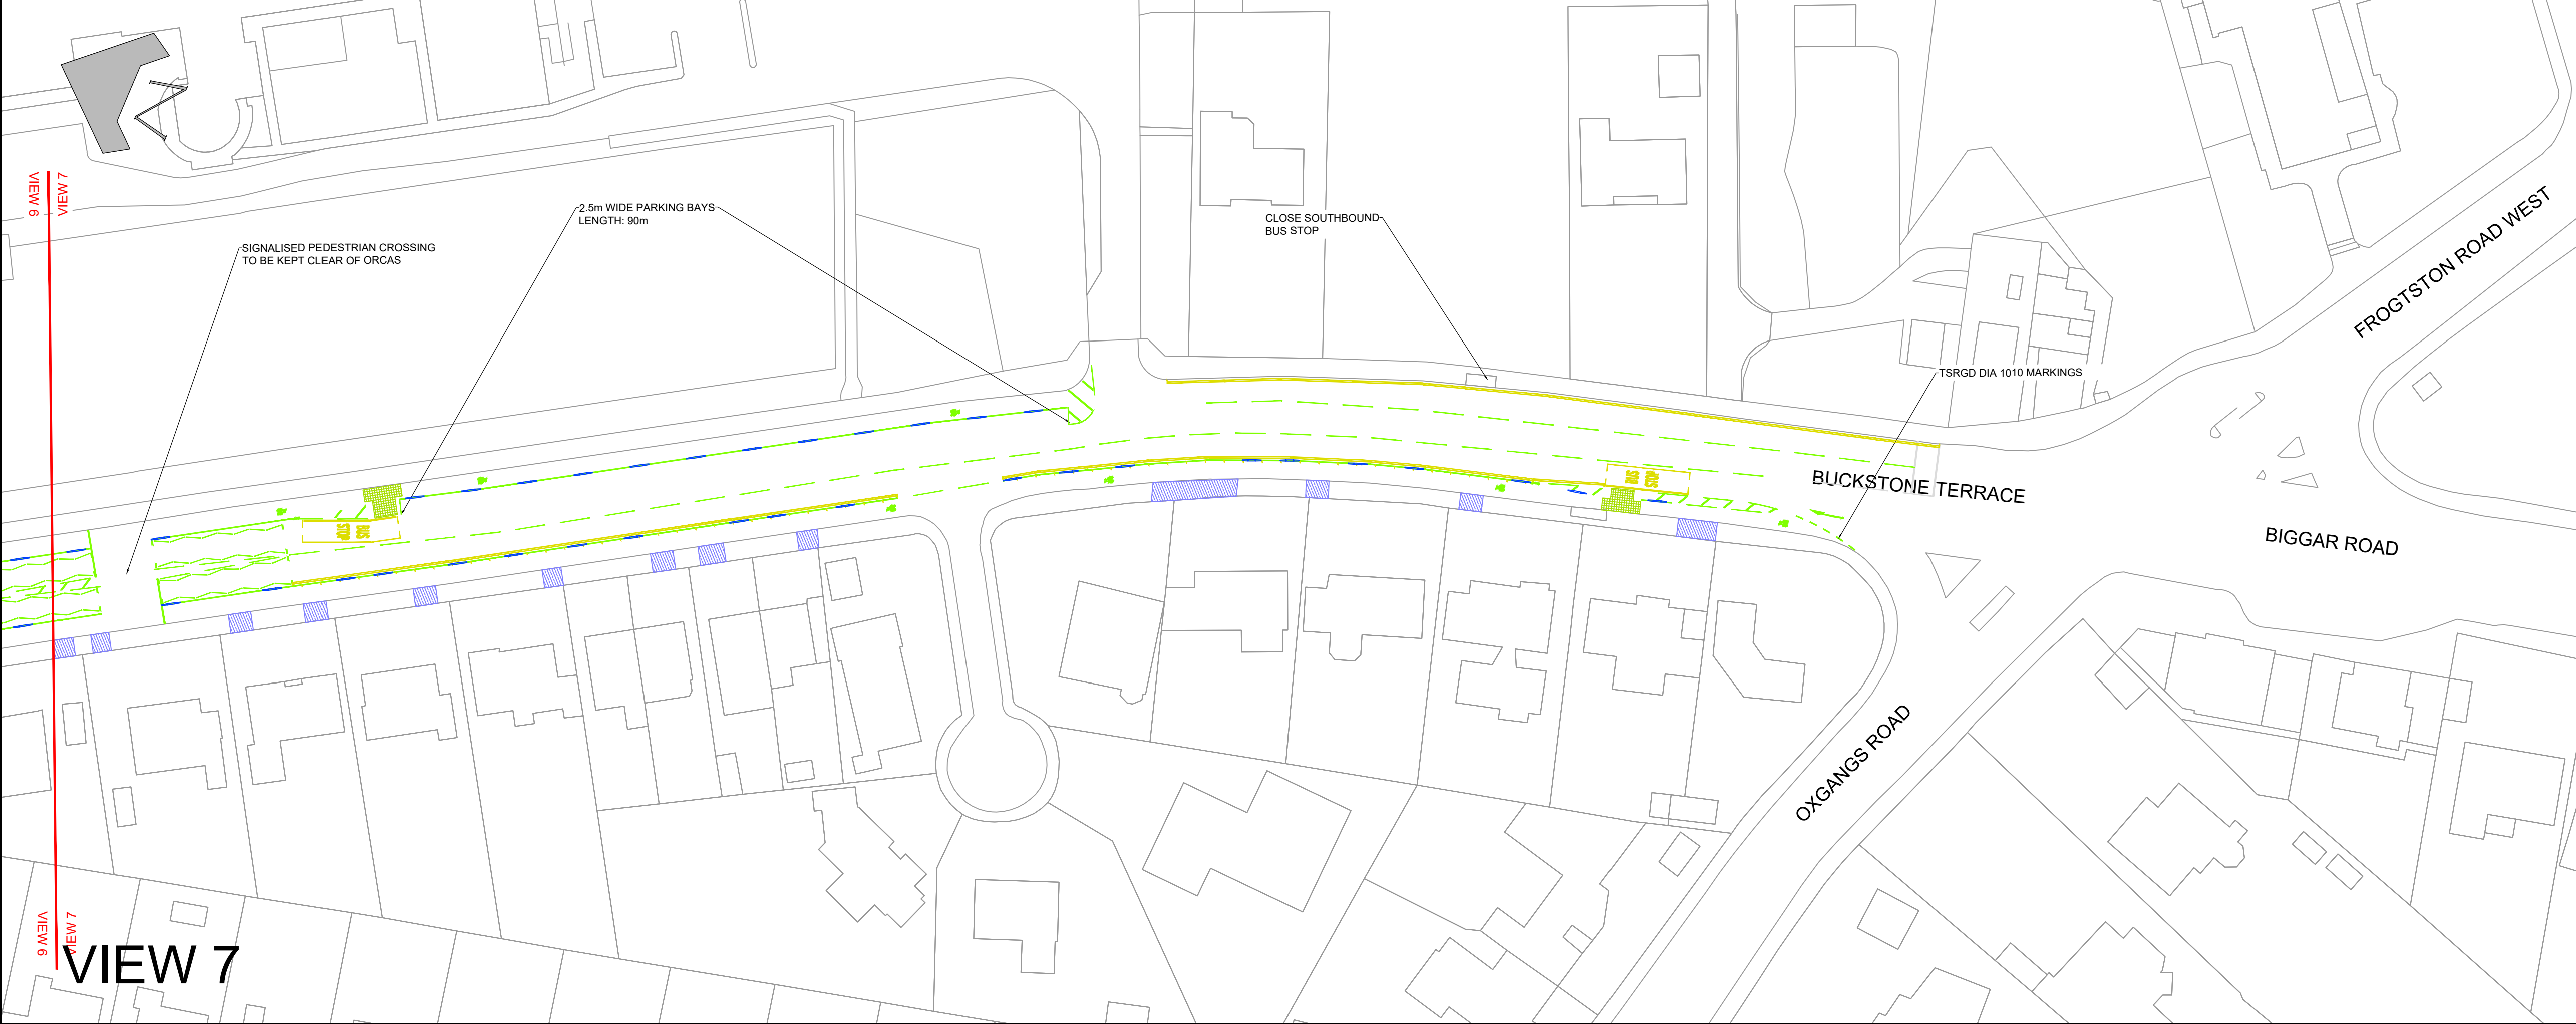 VIEW 6
VIEW 7
2.5m WIDE PARKING BAYS
LENGTH: 90m
CLOSE SOUTHBOUND
BUS STOP
SIGNALISED PEDESTRIAN CROSSING
TO BE KEPT CLEAR OF ORCAS
FROGTSTON ROAD WEST
TSRGD DIA 1010 MARKINGS
BUS
STOP
BUS
STOP
BUCKSTONE TERRACE
BIGGAR ROAD
OXGANGS ROAD
VIEW 6
VIEW 7
VIEW 7